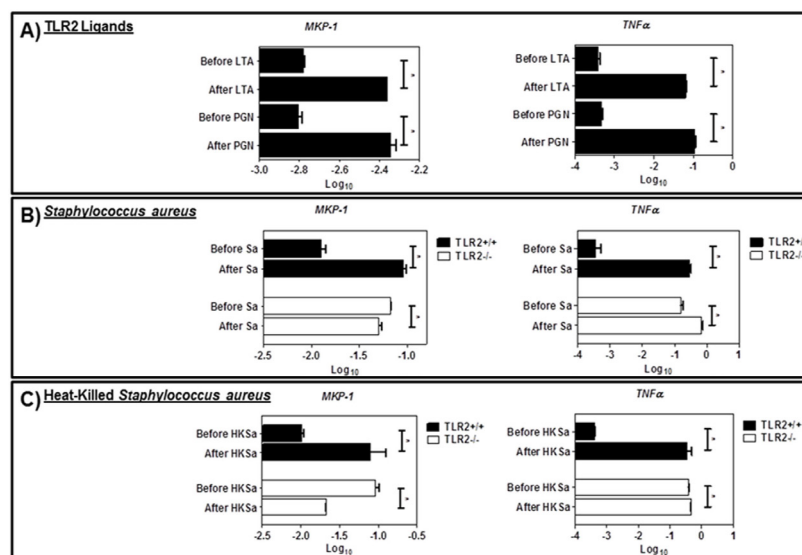 A) TLR2 Ligands
MKP-1
TNFα
Before LTA
After LTA
Before PGN
After PGN
-3.0 -2.8 -2.6 -2.4 -2.2
Log10
Before LTA
After LTA
Before PGN
After PGN
-4 -3 -2 -1 0
Log10
B) Staphylococcus aureus
MKP-1
TNFα
Before Sa
After Sa
Before Sa
After Sa
-2.5 -2.0 -1.5 -1.0
Log10
TLR2+/+
TLR2-/-
Before Sa
After Sa
Before Sa
After Sa
-4 -3 -2 -1 0 1
Log10
TLR2+/
TLR2-/-
C) Heat-Killed Staphylococcus aureus
MKP-1
TNFα
Before HKSa
After HKSa
Before HKSa
After HKSa
-2.5 -2.0 -1.5 -1.0 -0.5
Log10
TLR2+/+
TLR2-/-
Before HKSa
After HKSa
Before HKSa
After HKSa
-4 -3 -2 -1 0 1
Log10
TLR2+/+
TLR2-/-